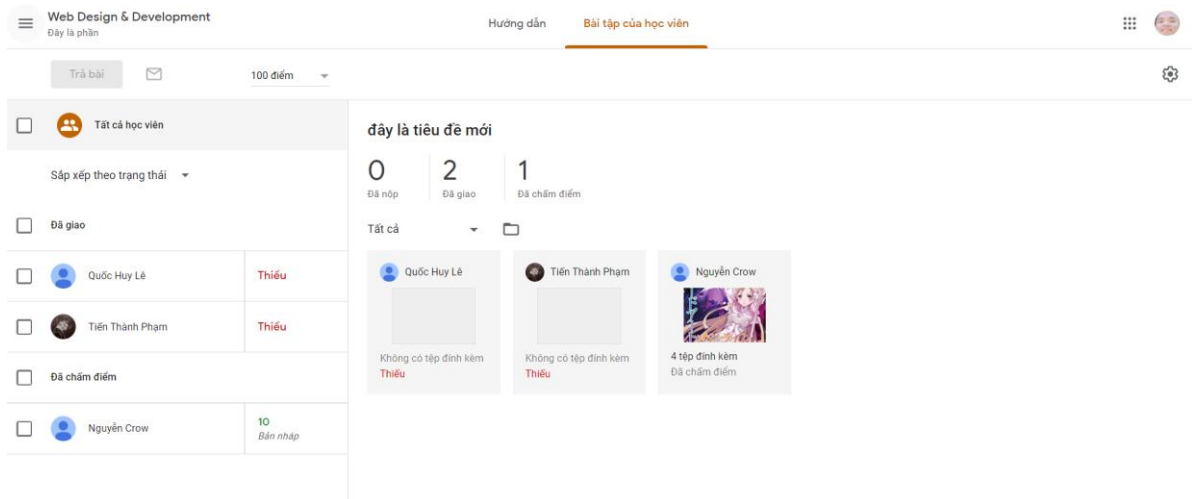 Web Design & Development
Đây là phần
Hướng dẫn
Bài tập của học viên
Trả bài
100 điểm
Tất cả học viên
Sắp xếp theo trạng thái
Đã giao
Quốc Huy Lê
Thiếu
Tiến Thành Phạm
Thiếu
Đã chấm điểm
Nguyễn Crow
10
Bản nháp
đây là tiêu đề mới
0
Đã nộp
2
Đã giao
1
Đã chấm điểm
Tất cả
Quốc Huy Lê
Không có tệp đính kèm
Thiếu
Tiến Thành Phạm
Không có tệp đính kèm
Thiếu
Nguyễn Crow
4 tệp đính kèm
Đã chấm điểm